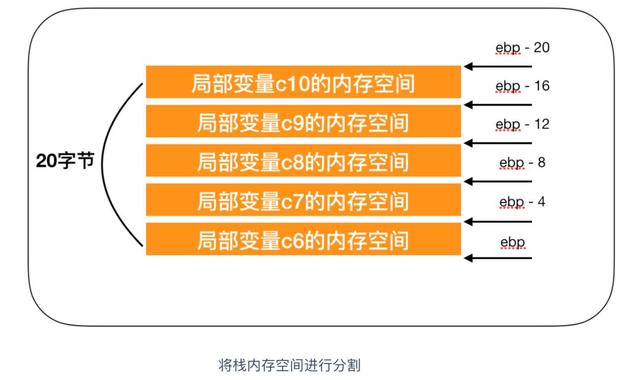 ebp - 20
局部变量c10的内存空间
ebp - 16
局部变量c9的内存空间
ebp - 12
20字节
局部变量c8的内存空间
ebp - 8
局部变量c7的内存空间
ebp - 4
局部变量c6的内存空间
ebp
将栈内存空间进行分割